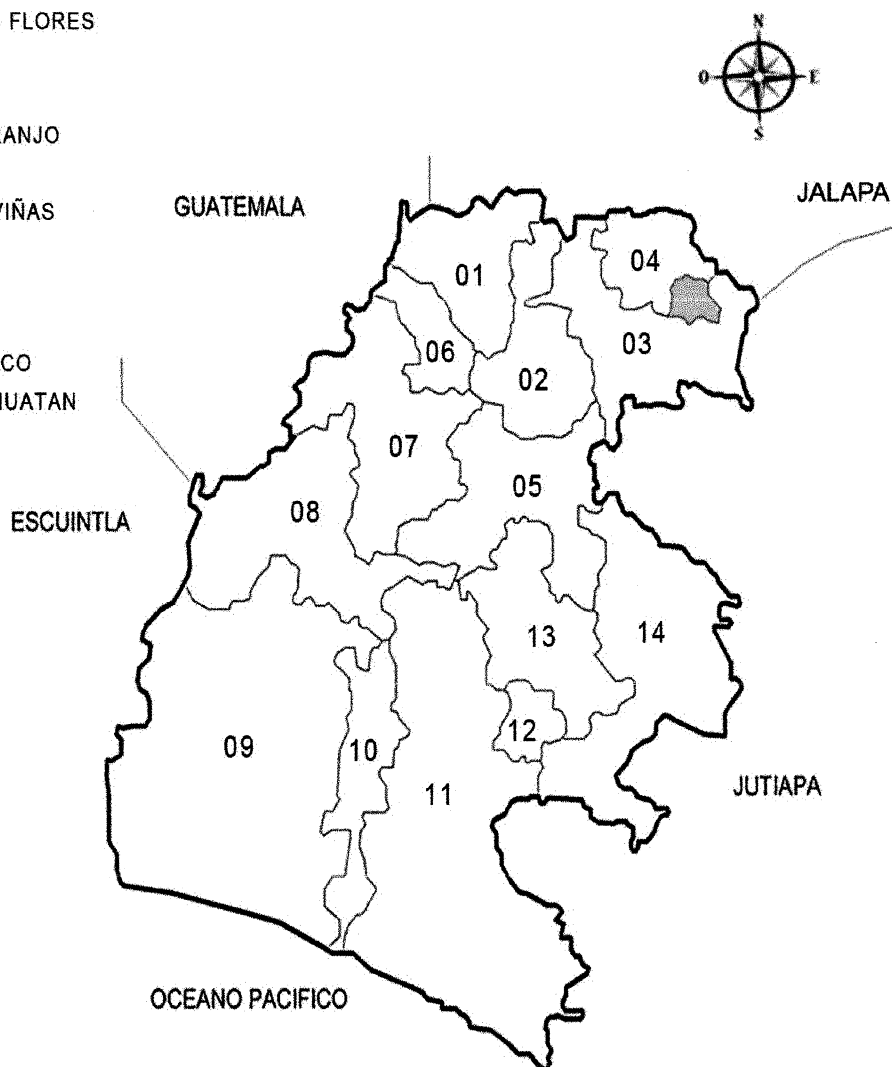 FLORES
N
O
E
S
ANJO
VIÑAS
GUATEMALA
JALAPA
01
04
06
02
03
CO
HUATAN
07
05
08
ESCUINTLA
13
14
12
09
10
11
JUTIAPA
OCEANO PACIFICO